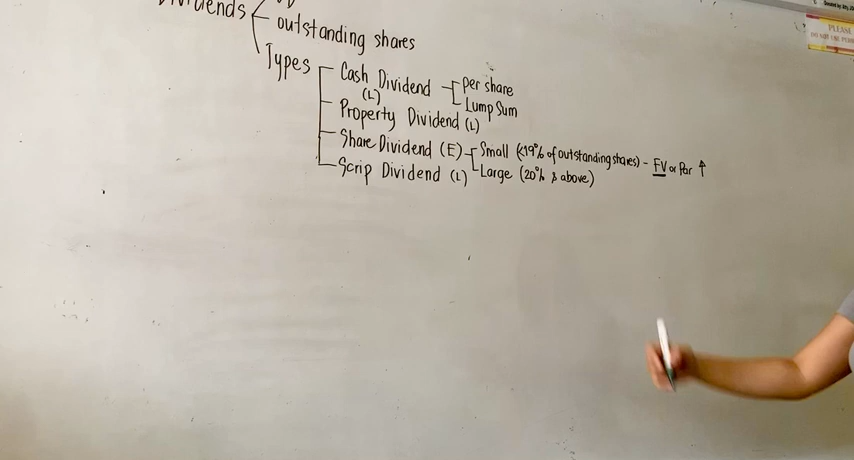 outstanding shares
Types
Cash Dividend Per share
(L) Lump Sum
Property Dividend (L)
Share Dividend (E) Small (<19% of outstanding shares) - FV or Par ↑
Large (20% & above)
Scrip Dividend (L)
PLEASE